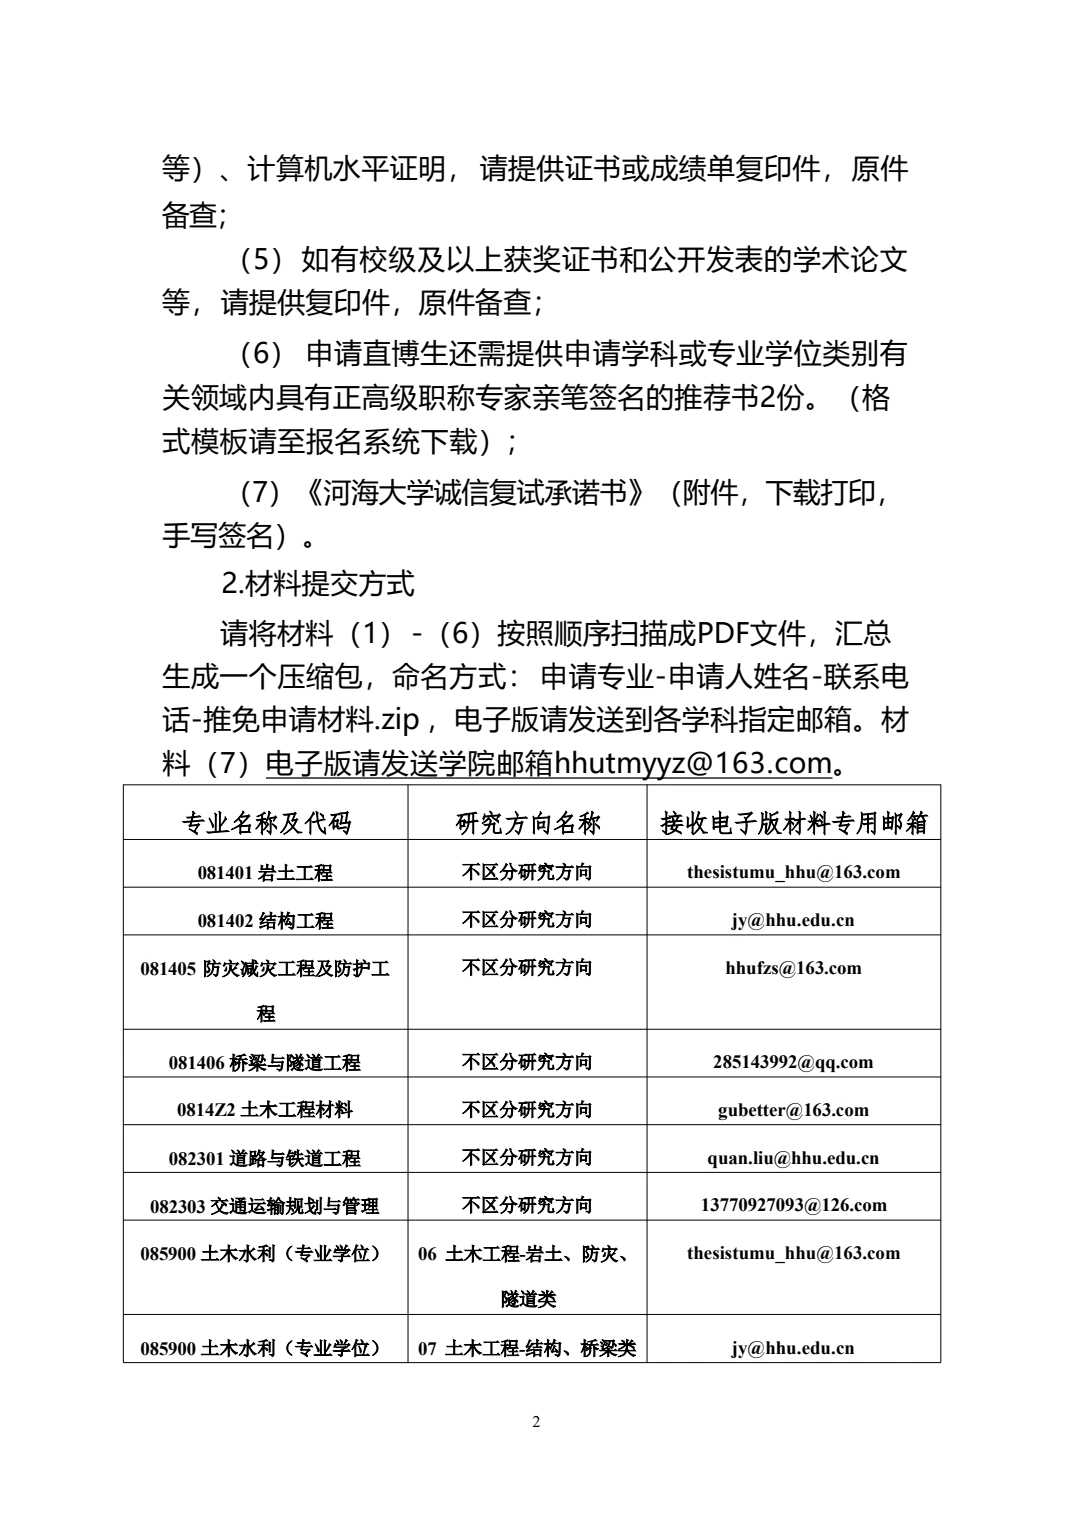 等）、计算机水平证明， 请提供证书或成绩单复印件，原件
备查；
（5）如有校级及以上获奖证书和公开发表的学术论文
等，请提供复印件，原件备查；
（6） 申请直博生还需提供申请学科或专业学位类别有
关领域内具有正高级职称专家亲笔签名的推荐书2份。（格
式模板请至报名系统下载）；
（7）《河海大学诚信复试承诺书》（附件，下载打印，
手写签名）。
2.材料提交方式
请将材料（1）-（6）按照顺序扫描成PDF文件，汇总
生成一个压缩包，命名方式： 申请专业-申请人姓名-联系电
话-推免申请材料.zip ，电子版请发送到各学科指定邮箱。材
料（7）电子版请发送学院邮箱hhutmyyz@163.com。
专业名称及代码 研究方向名称 接收电子版材料专用邮箱
081401 岩土工程 不区分研究方向 thesistumu_hhu@163.com
081402 结构工程 不区分研究方向 jy@hhu.edu.cn
081405 防灾减灾工程及防护工 不区分研究方向 hhufzs@163.com
程
081406 桥梁与隧道工程 不区分研究方向 285143992@qq.com
0814Z2 土木工程材料 不区分研究方向 gubetter@163.com
082301 道路与铁道工程 不区分研究方向 quan.liu@hhu.edu.cn
082303 交通运输规划与管理 不区分研究方向 13770927093@126.com
085900 土木水利（专业学位） 06 土木工程-岩土、防灾、 thesistumu_hhu@163.com
隧道类
085900 土木水利（专业学位） 07 土木工程-结构、桥梁类 jy@hhu.edu.cn
2